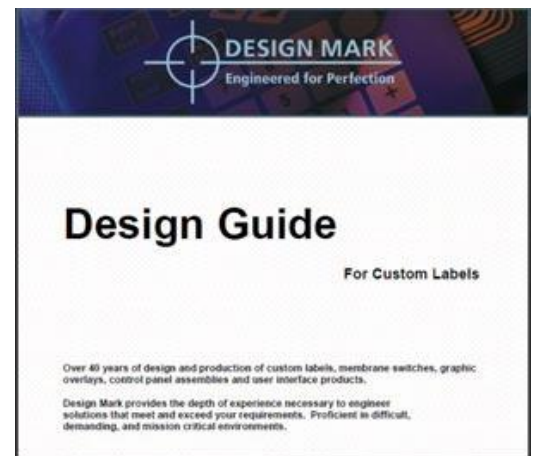 DESIGN MARK
Engineered for Perfection
Design Guide
For Custom Labels
Over 40 years of design and production of custom labels, membrane switches, graphic
overlays, control panel assemblies and user interface products.
Design Mark provides the depth of experience necessary to engineer
solutions that meet and exceed your requirements. Proficient in difficult,
demanding, and mission critical environments.